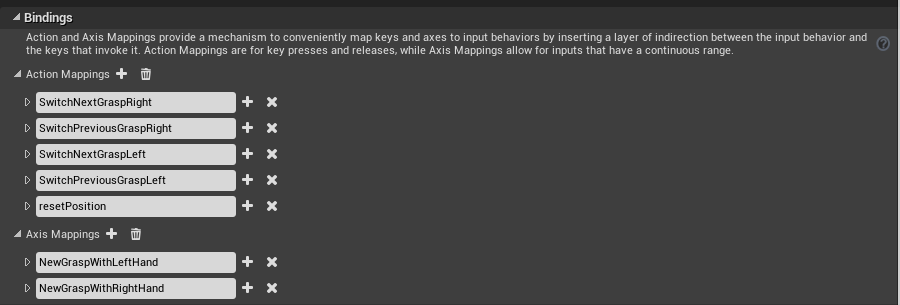 Bindings
Action and Axis Mappings provide a mechanism to conveniently map keys and axes to input behaviors by inserting a layer of indirection between the input behavior and
the keys that invoke it. Action Mappings are for key presses and releases, while Axis Mappings allow for inputs that have a continuous range.
Action Mappings
SwitchNextGraspRight
SwitchPreviousGraspRight
SwitchNextGraspLeft
SwitchPreviousGraspLeft
resetPosition
Axis Mappings
NewGraspWithLeftHand
NewGraspWithRightHand